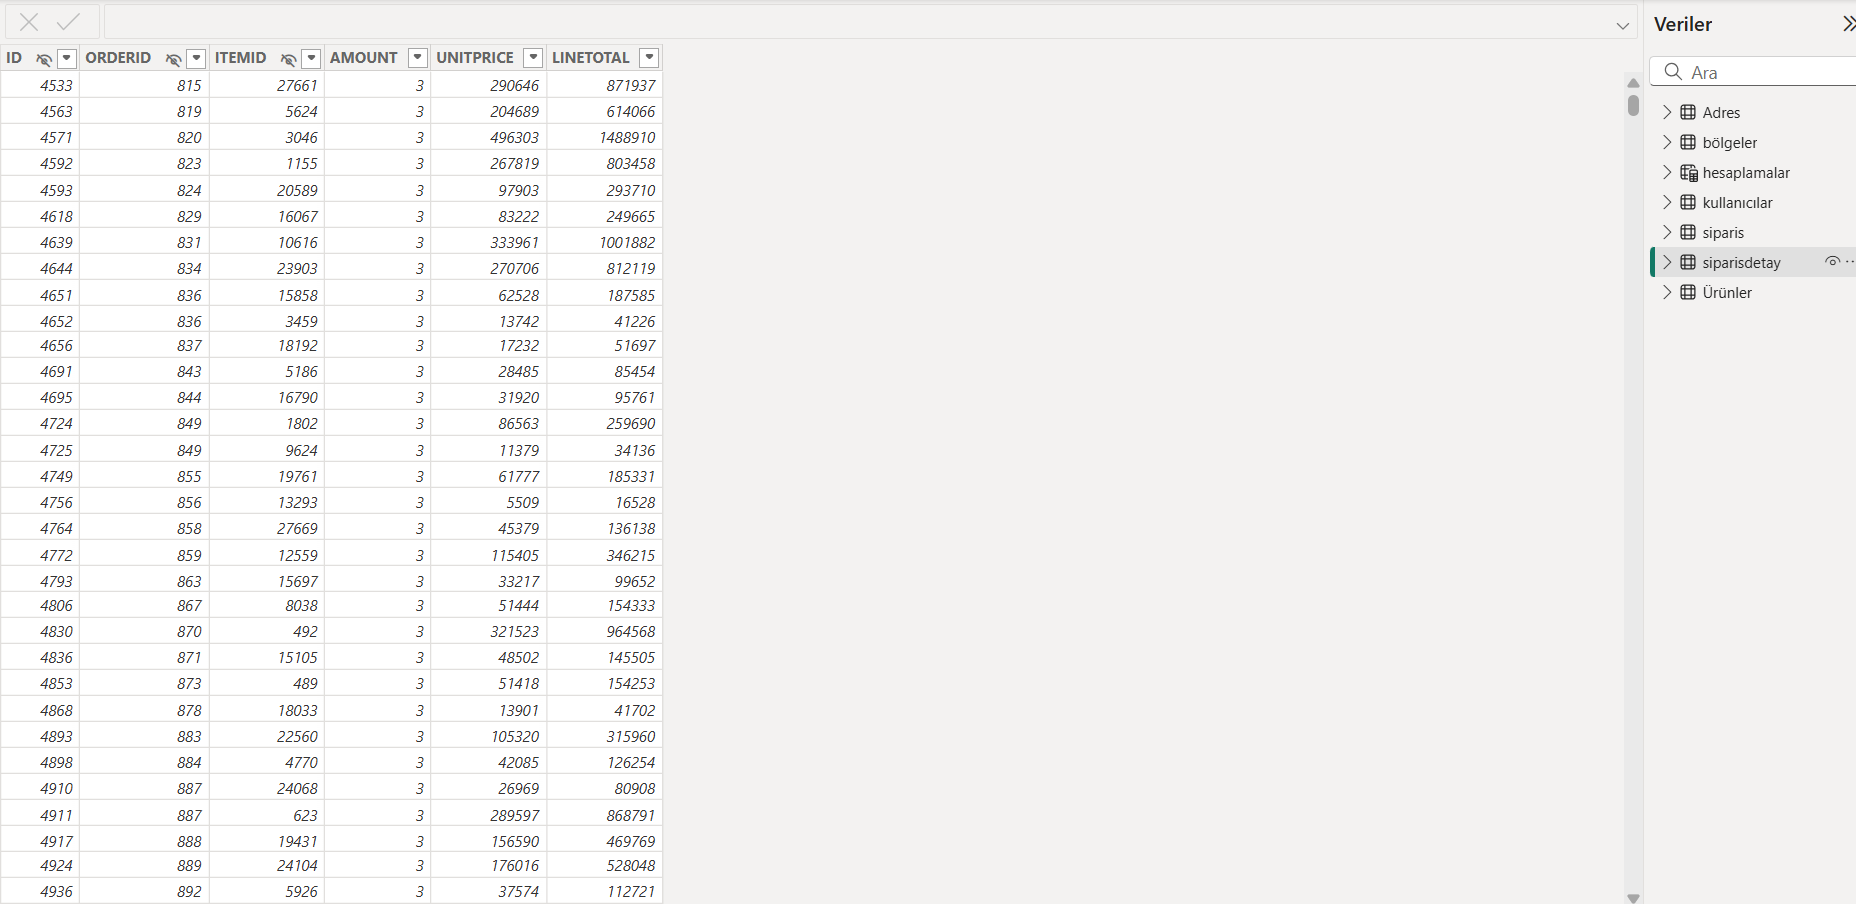 Veriler
Ara
ID ORDERID ITEMID AMOUNT UNITPRICE LINETOTAL
4533 815 27661 3 290646 871937
4563 819 5624 3 204689 614066
4571 820 3046 3 496303 1488910
4592 823 1155 3 267819 803458
4593 824 20589 3 97903 293710
4618 829 16067 3 83222 249665
4639 831 10616 3 333961 1001882
4644 834 23903 3 270706 812119
4651 836 15858 3 62528 187585
4652 836 3459 3 13742 41226
4656 837 18192 3 17232 51697
4691 843 5186 3 28485 85454
4695 844 16790 3 31920 95761
4724 849 1802 3 86563 259690
4725 849 9624 3 11379 34136
4749 855 19761 3 61777 185331
4756 856 13293 3 5509 16528
4764 858 27669 3 45379 136138
4772 859 12559 3 115405 346215
4793 863 15697 3 33217 99652
4806 867 8038 3 51444 154333
4830 870 492 3 321523 964568
4836 871 15105 3 48502 145505
4853 873 489 3 51418 154253
4868 878 18033 3 13901 41702
4893 883 22560 3 105320 315960
4898 884 4770 3 42085 126254
4910 887 24068 3 26969 80908
4911 887 623 3 289597 868791
4917 888 19431 3 156590 469769
4924 889 24104 3 176016 528048
4936 892 5926 3 37574 112721
Adres
bölgeler
hesaplamalar
kullanıcılar
siparis
siparisdetay
Ürünler